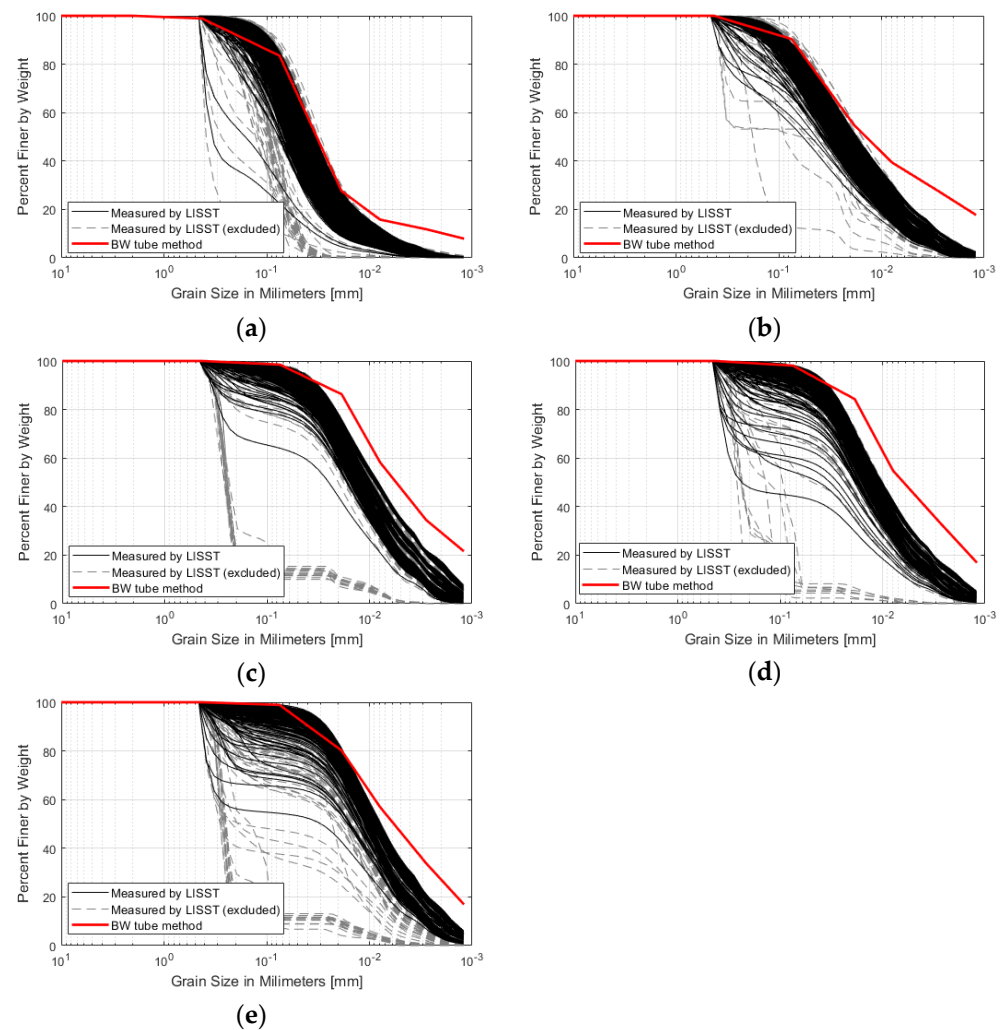 100
80
60
40
20
0
Percent Finer by Weight
Measured by LISST
Measured by LISST (excluded)
BW tube method
10^1 10^0 10^-1 10^-2 10^-3
Grain Size in Milimeters [mm]
(a)
100
80
60
40
20
0
Percent Finer by Weight
Measured by LISST
Measured by LISST (excluded)
BW tube method
10^1 10^0 10^-1 10^-2 10^-3
Grain Size in Milimeters [mm]
(b)
100
80
60
40
20
0
Percent Finer by Weight
Measured by LISST
Measured by LISST (excluded)
BW tube method
10^1 10^0 10^-1 10^-2 10^-3
Grain Size in Milimeters [mm]
(c)
100
80
60
40
20
0
Percent Finer by Weight
Measured by LISST
Measured by LISST (excluded)
BW tube method
10^1 10^0 10^-1 10^-2 10^-3
Grain Size in Milimeters [mm]
(d)
100
80
60
40
20
0
Percent Finer by Weight
Measured by LISST
Measured by LISST (excluded)
BW tube method
10^1 10^0 10^-1 10^-2 10^-3
Grain Size in Milimeters [mm]
(e)